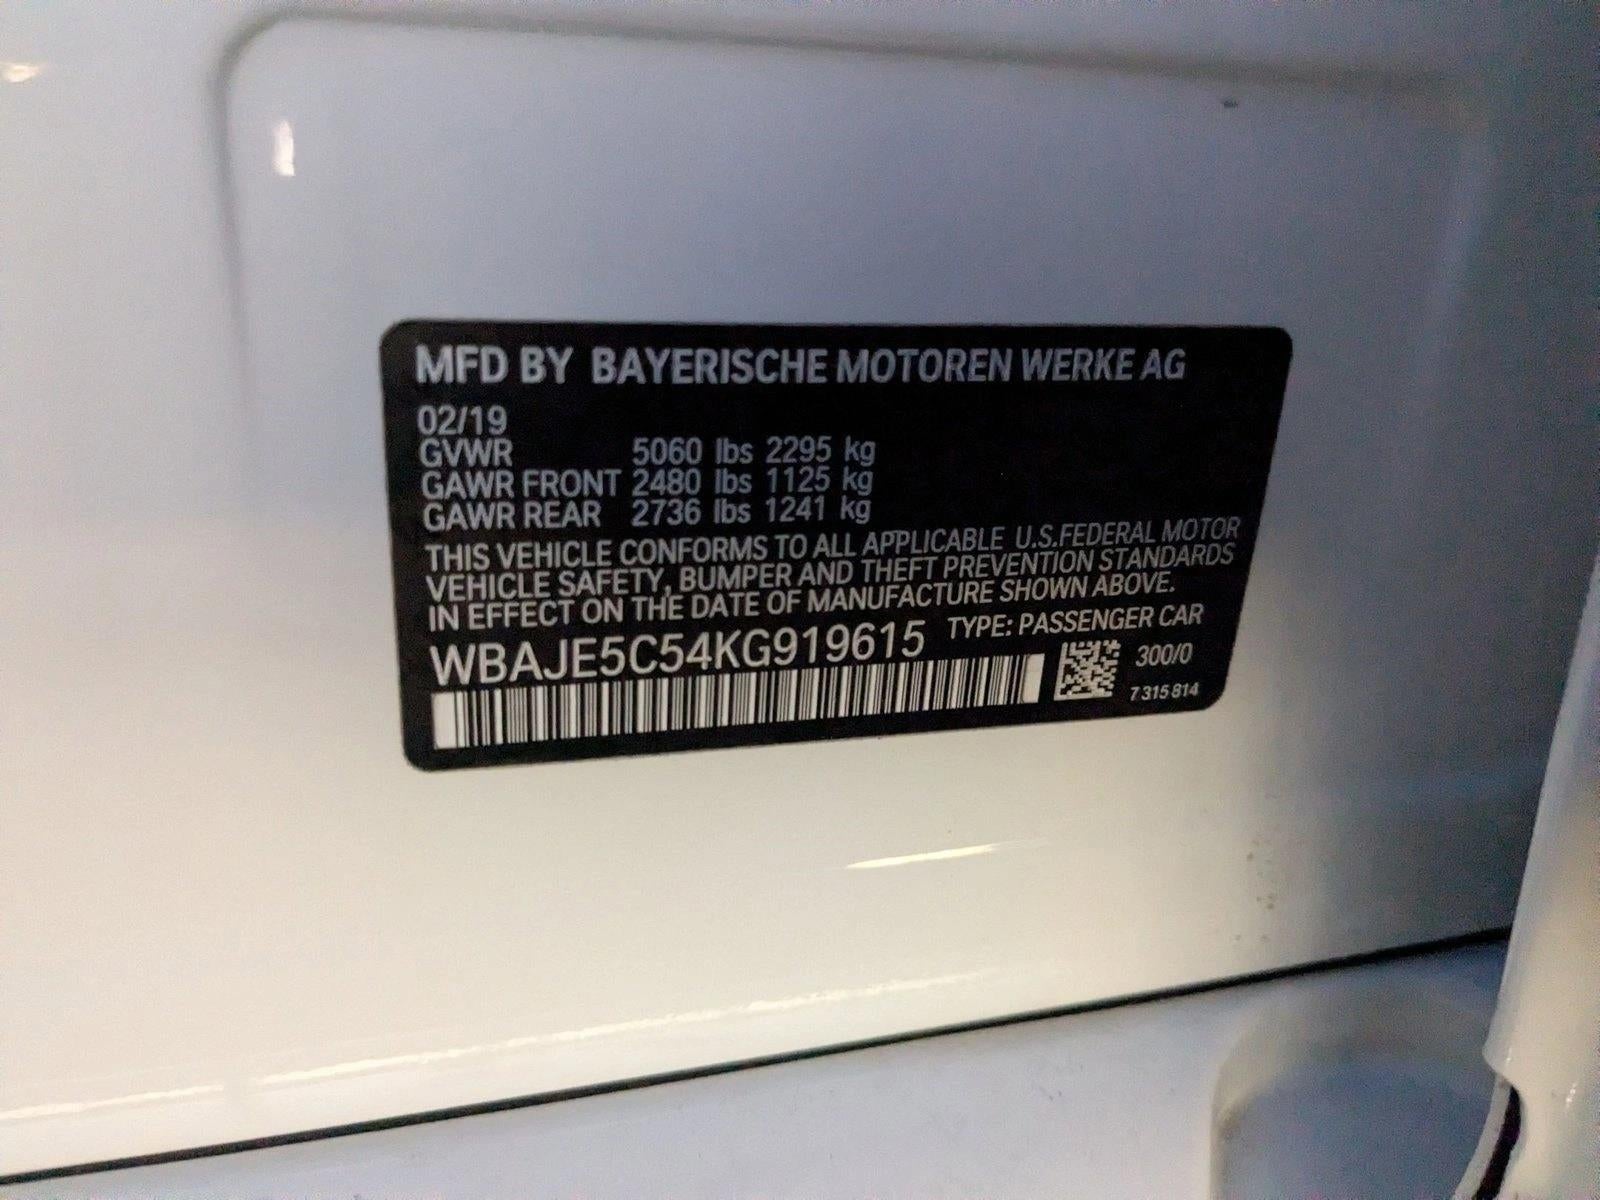 MFD BY BAYERISCHE MOTOREN WERKE AG
02/19
GVWR 5060 lbs 2295 kg
GAWR FRONT 2480 lbs 1125 kg
GAWR REAR 2736 lbs 1241 kg
THIS VEHICLE CONFORMS TO ALL APPLICABLE U.S.FEDERAL MOTOR
VEHICLE SAFETY, BUMPER AND THEFT PREVENTION STANDARDS
IN EFFECT ON THE DATE OF MANUFACTURE SHOWN ABOVE.
WBAJE5C54KG919615 TYPE: PASSENGER CAR
300/0
7 315 814